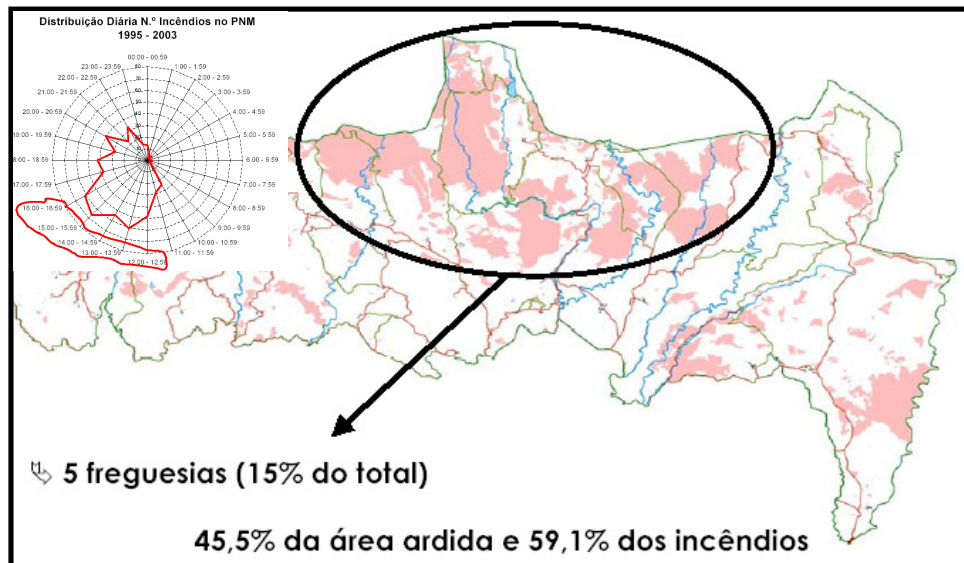 Distribuição Diária N.º Incêndios no PNM
1995 - 2003
00:00 - 00:59
23:00 - 23:59
1:00 - 1:59
22:00 - 22:59
2:00 - 2:59
21:00 - 21:59
3:00 - 3:59
20:00 - 20:59
4:00 - 4:59
19:00 - 19:59
5:00 - 5:59
18:00 - 18:59
6:00 - 6:59
17:00 - 17:59
7:00 - 7:59
16:00 - 16:59
8:00 - 8:59
15:00 - 15:59
9:00 - 9:59
14:00 - 14:59
10:00 - 10:59
13:00 - 13:59
11:00 - 11:59
12:00 - 12:59
5 freguesias (15% do total)
45,5% da área ardida e 59,1% dos incêndios